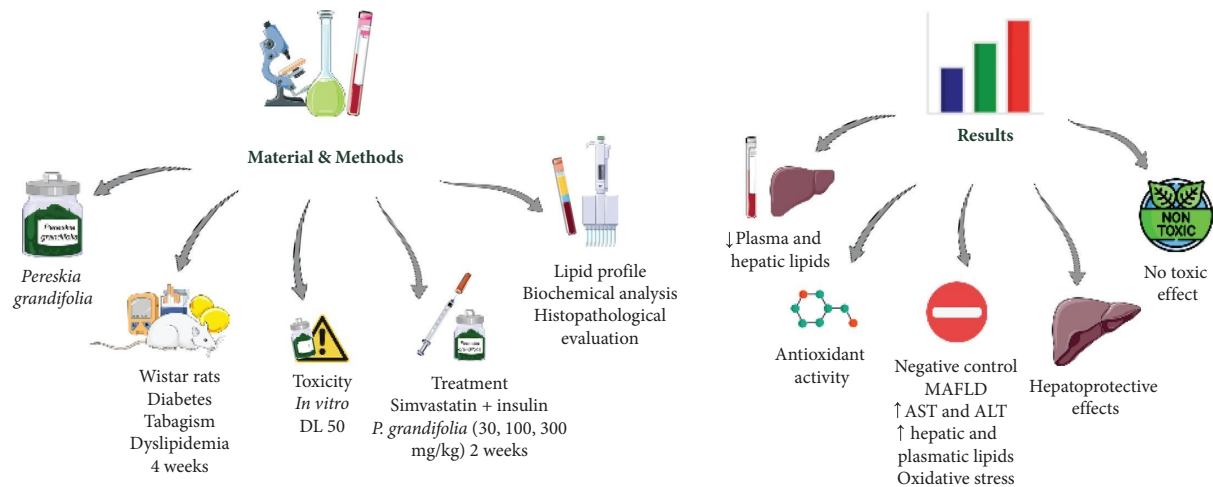 Material & Methods
Pereskia
grandifolia
Pereskia
grandifolia
Wistar rats
Diabetes
Tabagism
Dyslipidemia
4 weeks
Toxicity
In vitro
DL 50
Treatment
Simvastatin + insulin
P. grandifolia (30, 100, 300
mg/kg) 2 weeks
Lipid profile
Biochemical analysis
Histopathological
evaluation
Results
↓ Plasma and
hepatic lipids
Antioxidant
activity
Negative control
MAFLD
↑ AST and ALT
↑ hepatic and
plasmatic lipids
Oxidative stress
Hepatoprotective
effects
NON
TOXIC
No toxic
effect